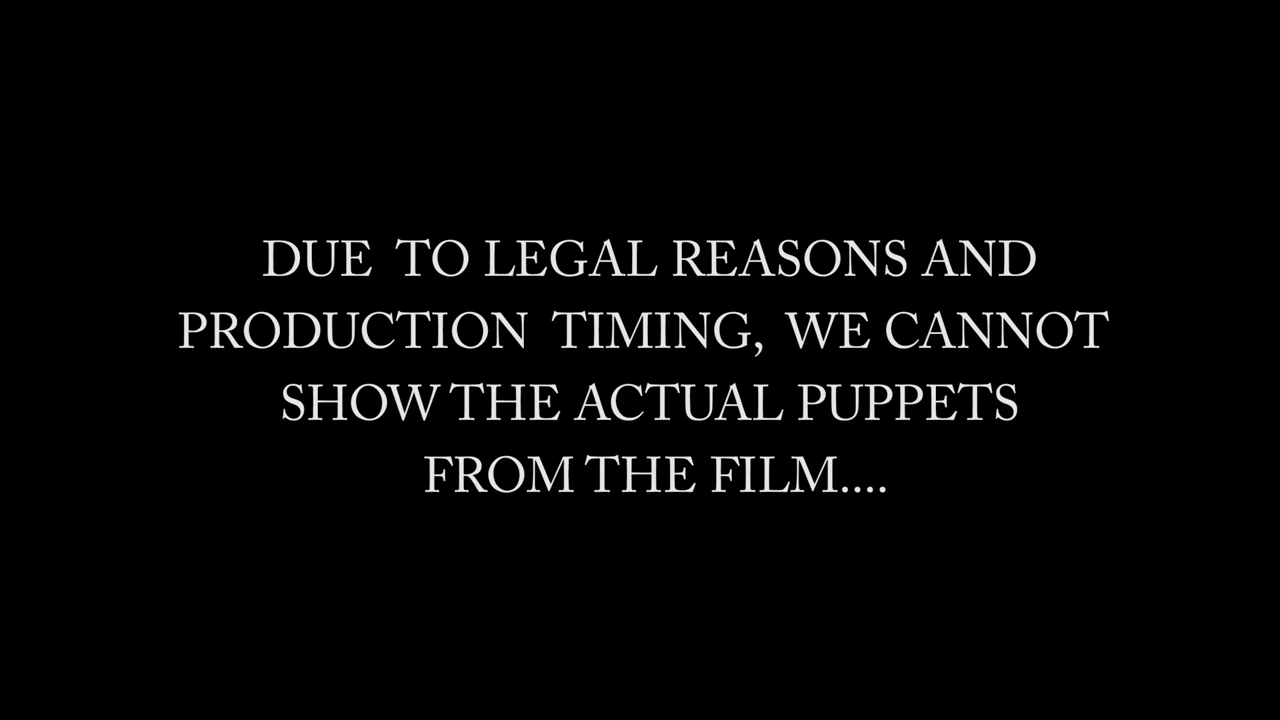 DUE TO LEGAL REASONS AND
PRODUCTION TIMING, WE CANNOT
SHOW THE ACTUAL PUPPETS
FROM THE FILM....